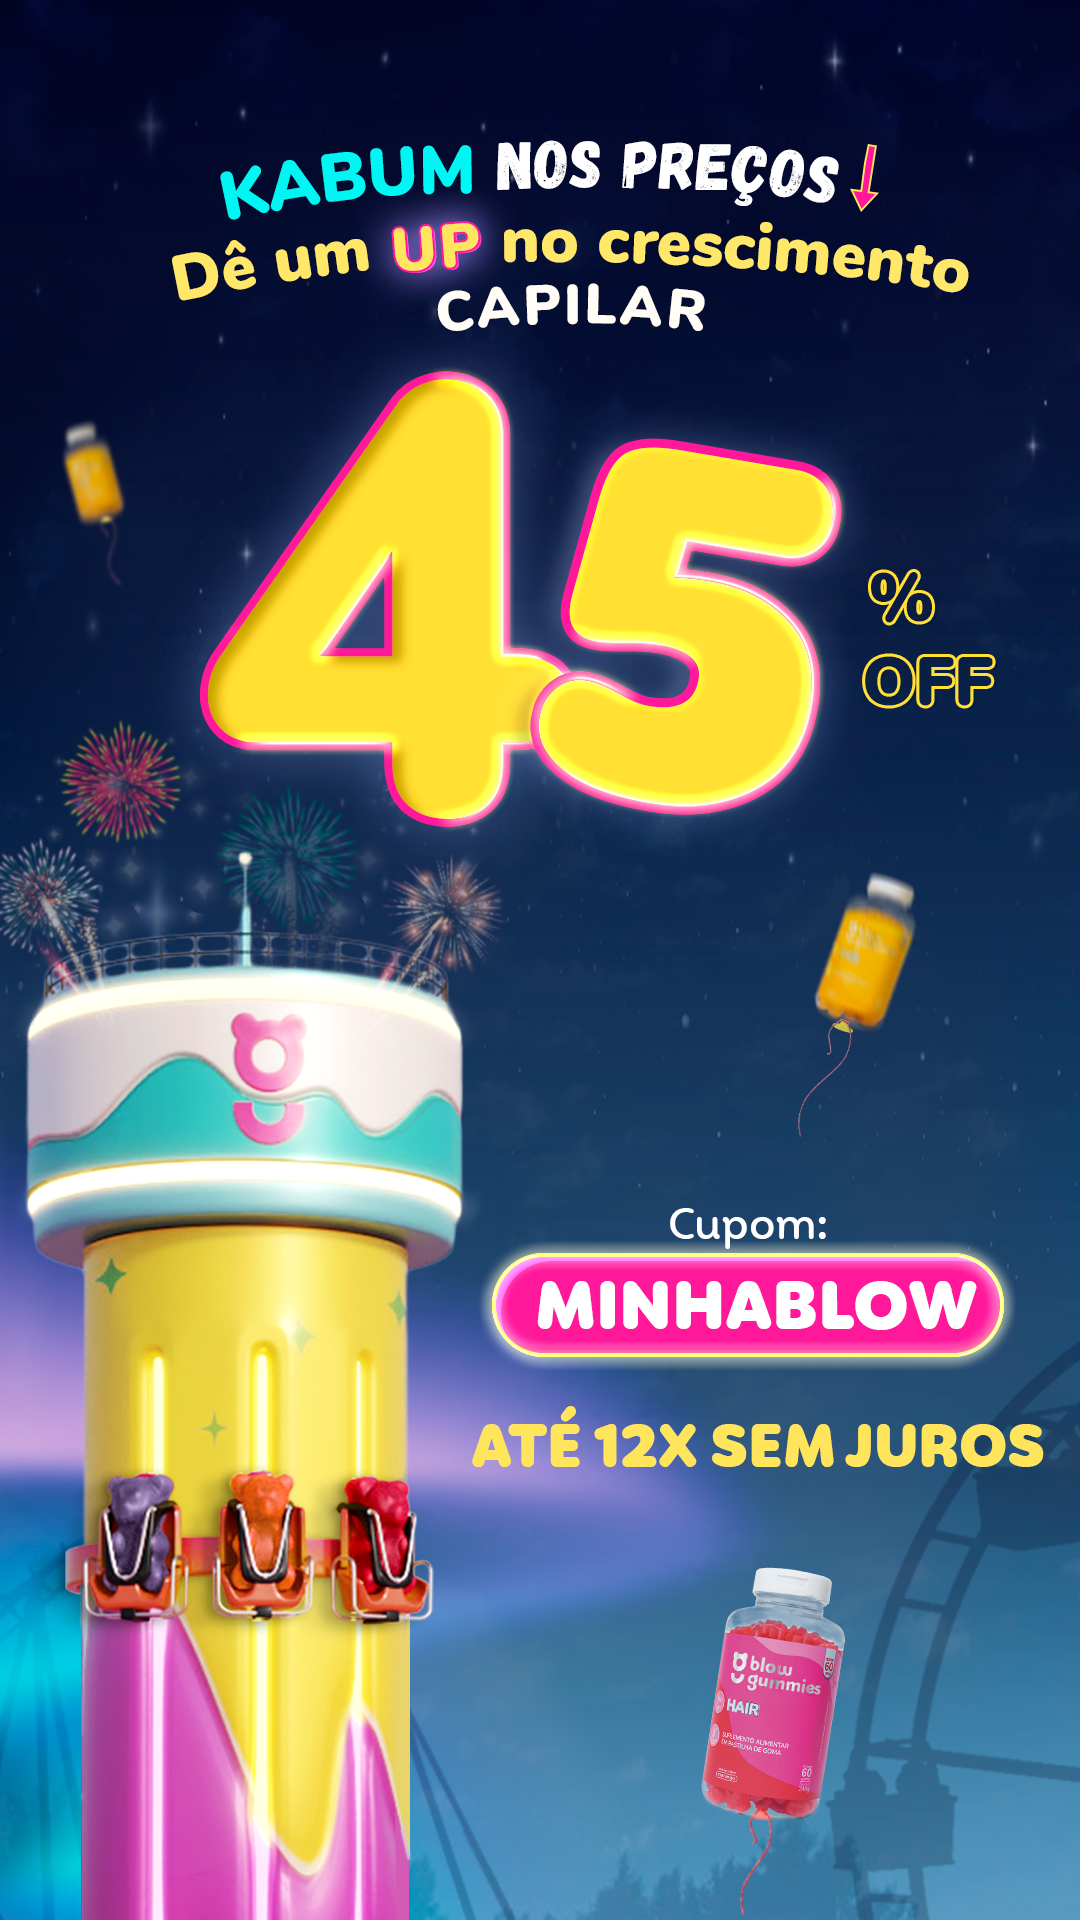 KABUM NOS PREÇOS
Dê um UP no crescimento
CAPILAR
45
%
OFF
Cupom:
MINHABLOW
ATÉ 12X SEM JUROS
blow
gummies
HAIR
SUPLEMENTO ALIMENTAR
EM PASTILHA DE GOMA
60
60